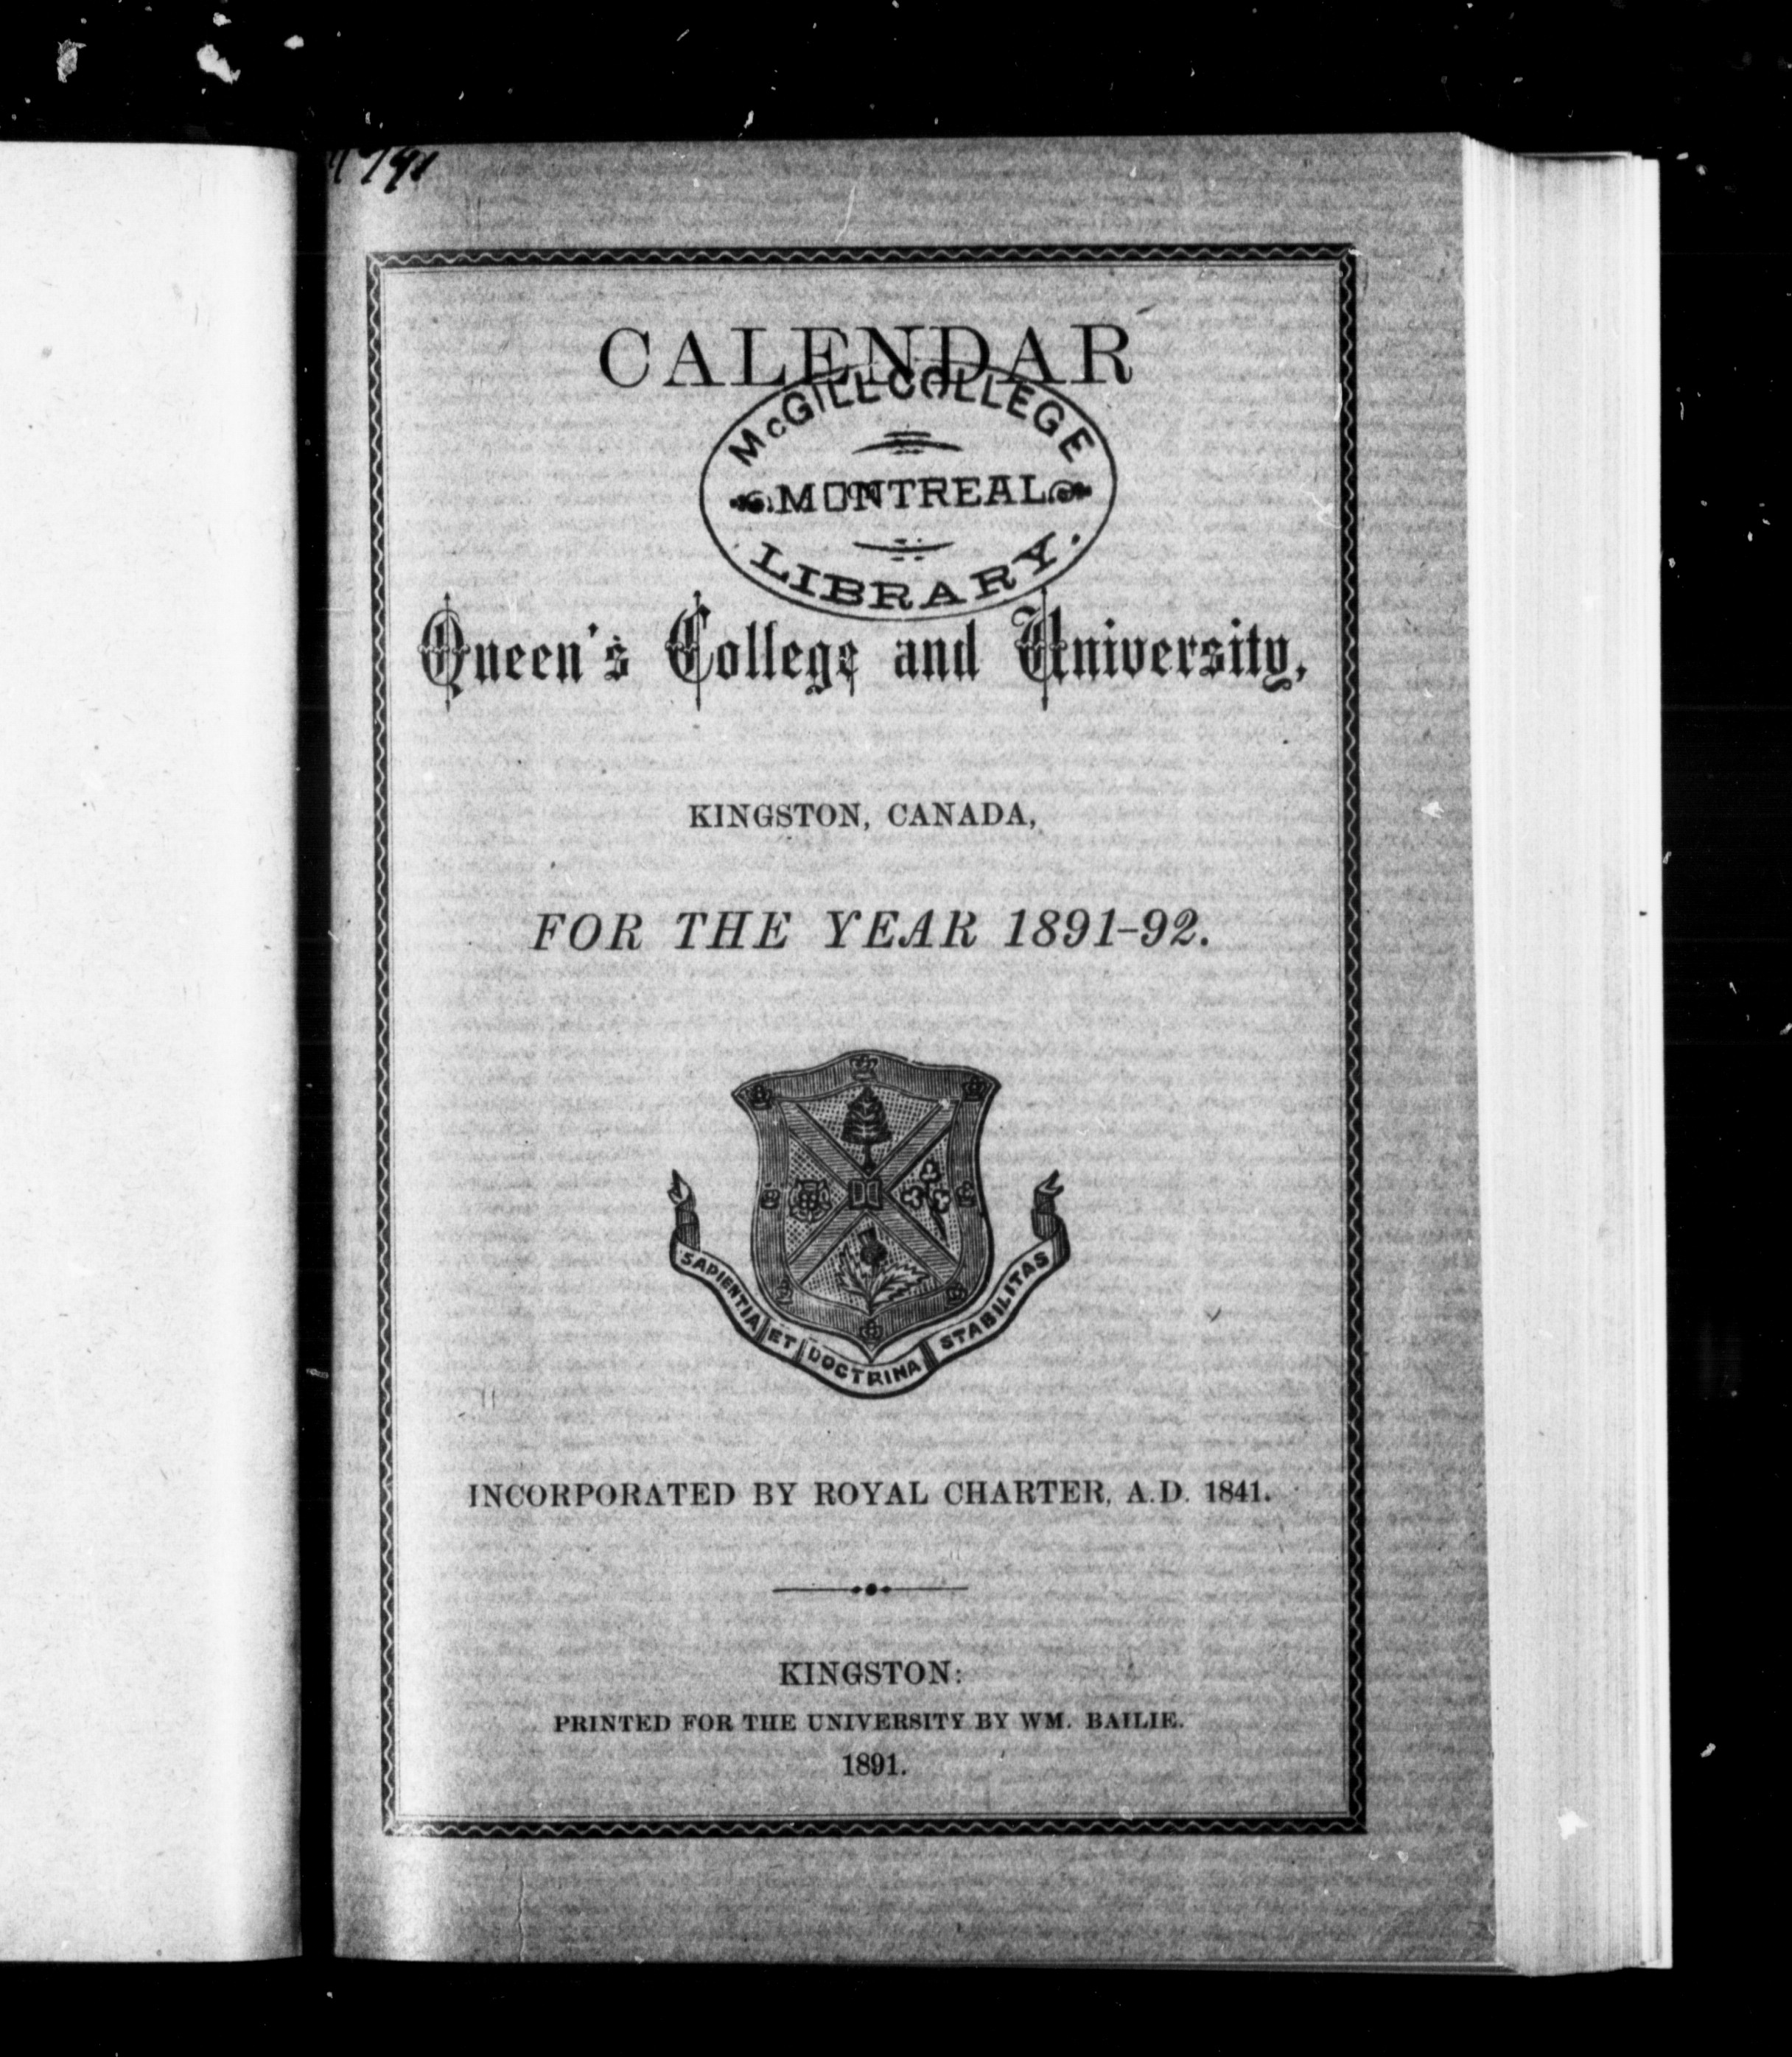 CALENDAR
McGILL COLLEGE
MONTREAL
LIBRARY.
Queen's College and University,
KINGSTON, CANADA,
FOR THE YEAR 1891-92.
SAPIENTIA ET DOCTRINA STABILITAS
INCORPORATED BY ROYAL CHARTER, A.D. 1841.
KINGSTON:
PRINTED FOR THE UNIVERSITY BY WM. BAILIE.
1891.